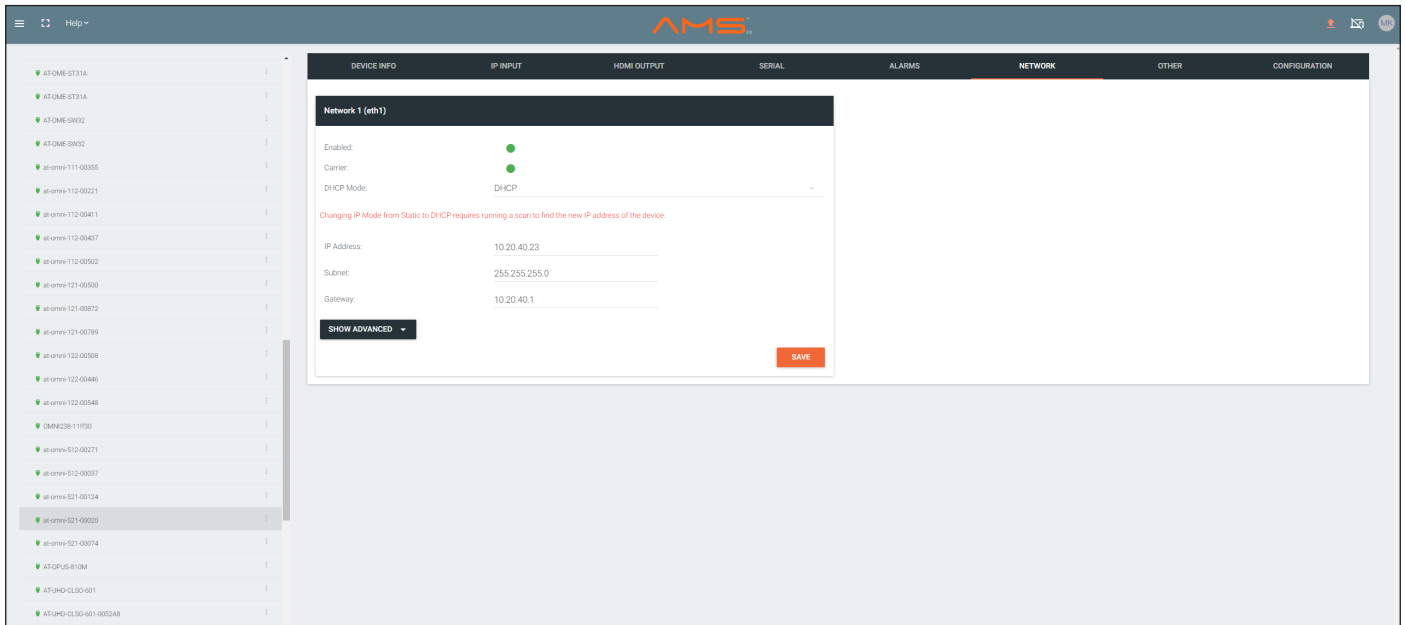 Help
AMS
MK
AT-OME-ST31A
AT-OME-ST31A
AT-OME-SW32
AT-OME-SW32
at-omni-111-00355
at-omni-112-00221
at-omni-112-00411
at-omni-112-00437
at-omni-112-00502
at-omni-121-00500
at-omni-121-00872
at-omni-121-00789
at-omni-122-00508
at-omni-122-00446
at-omni-122-00548
OMNI238-11ff30
at-omni-512-00271
at-omni-512-00037
at-omni-521-00124
at-omni-521-00020
at-omni-521-00074
AT-OPUS-810M
AT-UHD-CLSO-601
AT-UHD-CLSO-601-0052A8
DEVICE INFO IP INPUT HDMI OUTPUT SERIAL ALARMS NETWORK OTHER CONFIGURATION
Network 1 (eth1)
Enabled:
Carrier:
DHCP Mode: DHCP
Changing IP Mode from Static to DHCP requires running a scan to find the new IP address of the device.
IP Address: 10.20.40.23
Subnet: 255.255.255.0
Gateway: 10.20.40.1
SHOW ADVANCED
SAVE